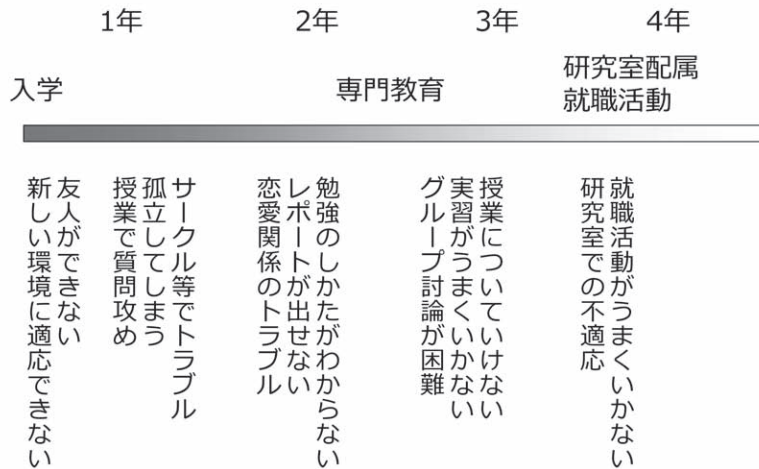 1年
2年
3年
4年
入学
専門教育
研究室配属
就職活動
友人ができない
新しい環境に適応できない
サークル等でトラブル
孤立してしまう
授業で質問攻め
勉強のしかたがわからない
レポートが出せない
恋愛関係のトラブル
授業についていけない
実習がうまくいかない
グループ討論が困難
就職活動がうまくいかない
研究室での不適応